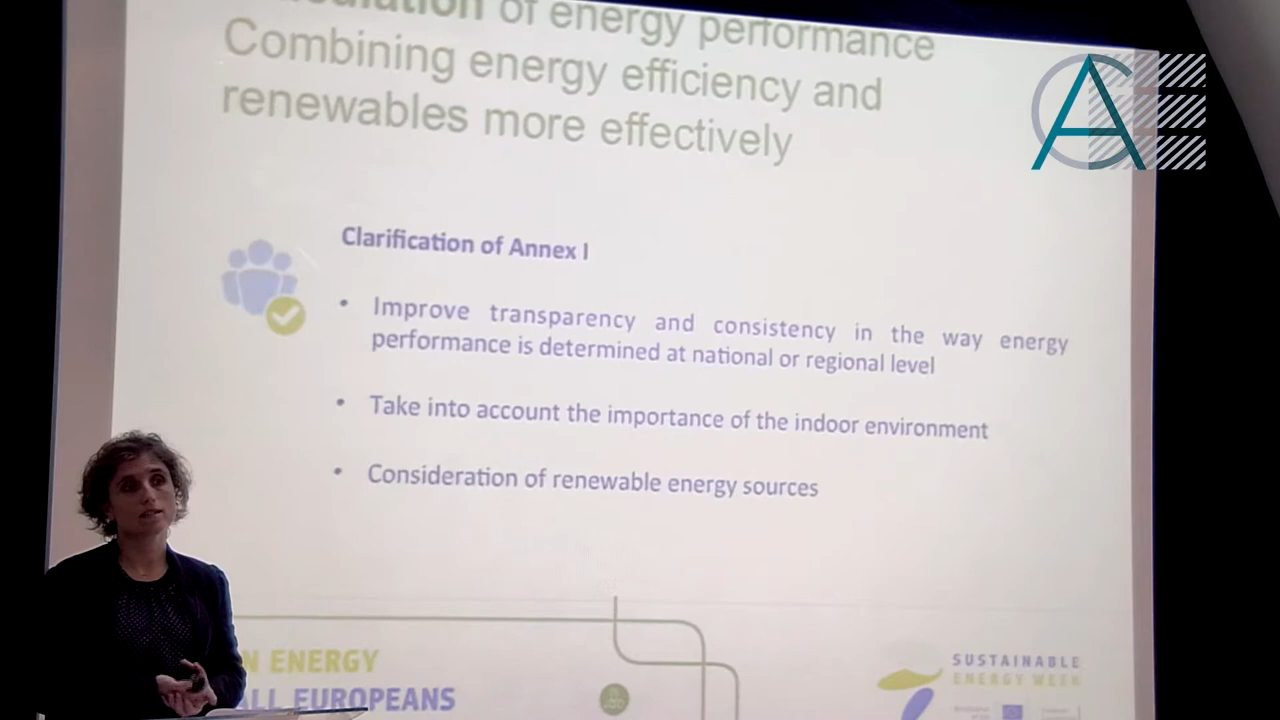 of energy performance
Combining energy efficiency and
renewables more effectively
ACE
Clarification of Annex I
• Improve transparency and consistency in the way energy
performance is determined at national or regional level
• Take into account the importance of the indoor environment
• Consideration of renewable energy sources
ENERGY
ALL EUROPEANS
SUSTAINABLE
ENERGY WEEK